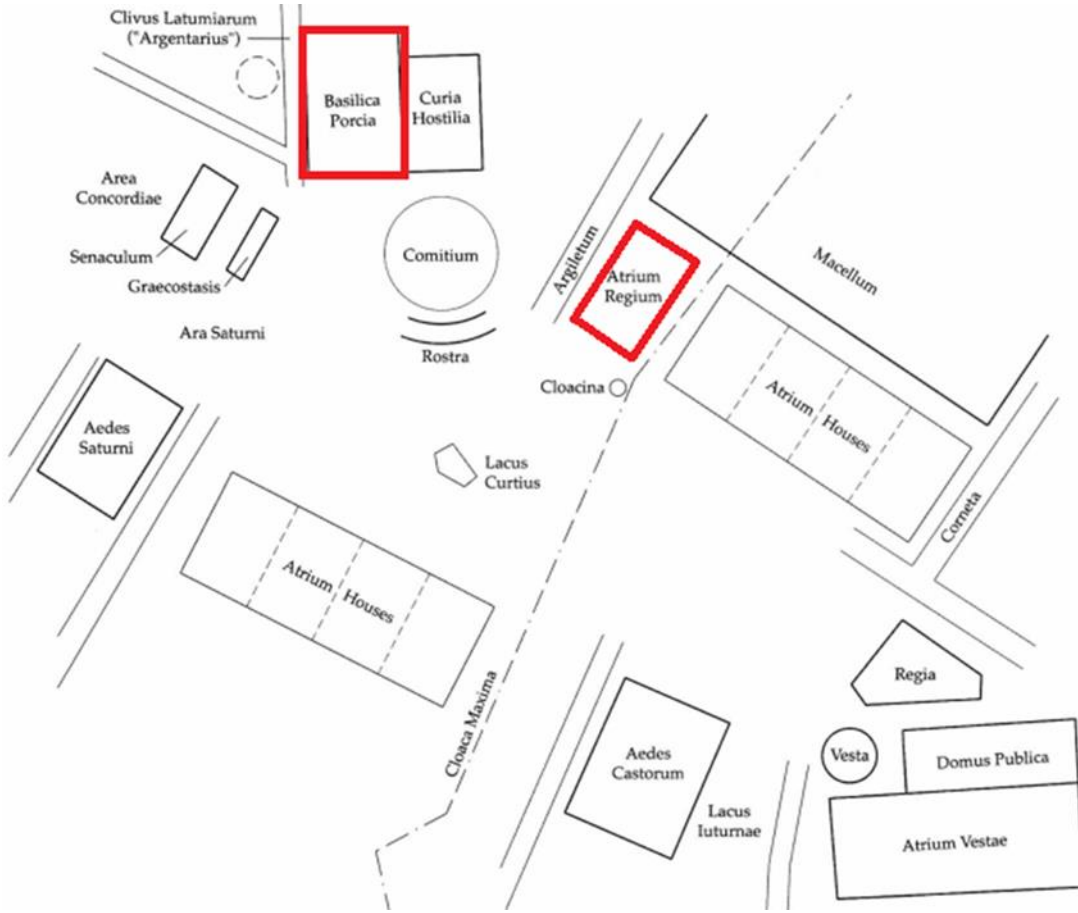 Clivus Latumiarum
("Argentarius")
Basilica
Porcia
Curia
Hostilia
Area
Concordiae
Senaculum
Graecostasis
Comitium
Argiletum
Atrium
Regium
Macellum
Ara Saturni
Rostra
Cloacina
Atrium Houses
Aedes
Saturni
Lacus
Curtius
Corneta
Atrium Houses
Regia
Cloaca Maxima
Aedes
Castorum
Vesta
Domus Publica
Lacus
Iuturnae
Atrium Vestae